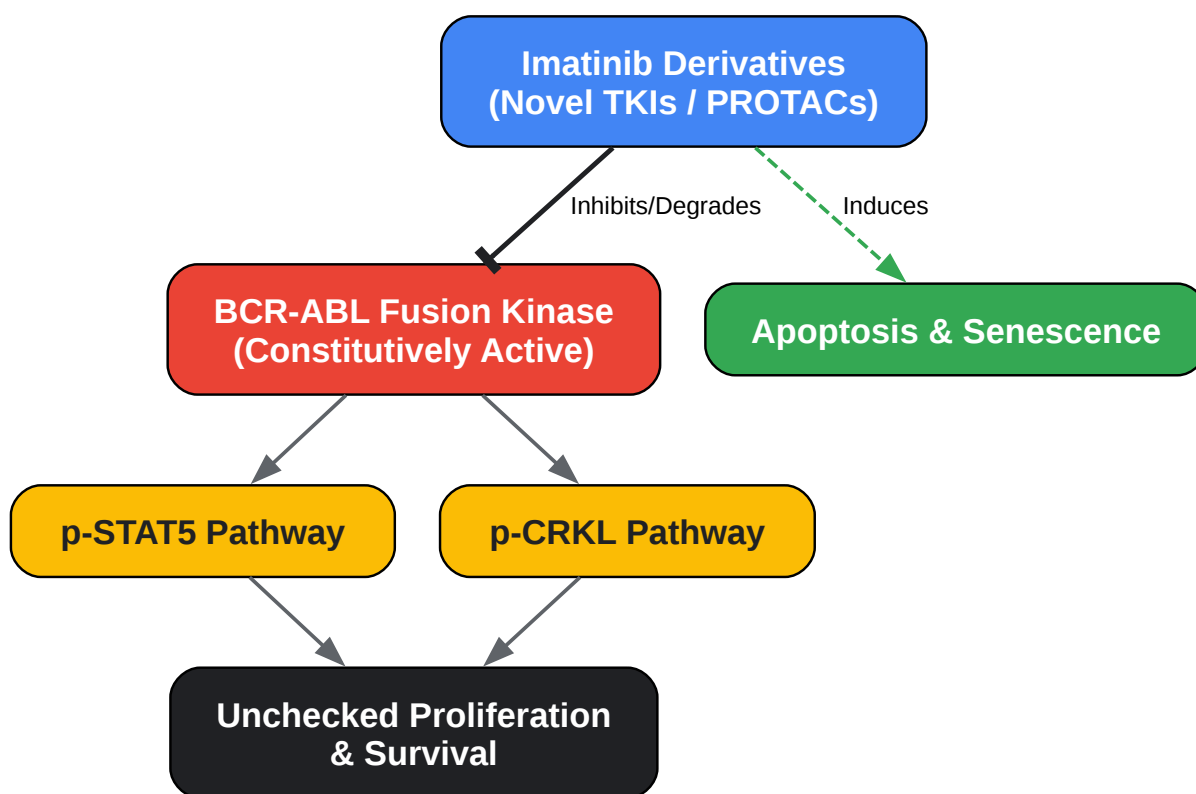 Imatinib Derivatives
(Novel TKIs / PROTACs)
Inhibits/Degrades
Induces
BCR-ABL Fusion Kinase
(Constitutively Active)
Apoptosis & Senescence
p-STAT5 Pathway
p-CRKL Pathway
Unchecked Proliferation
& Survival